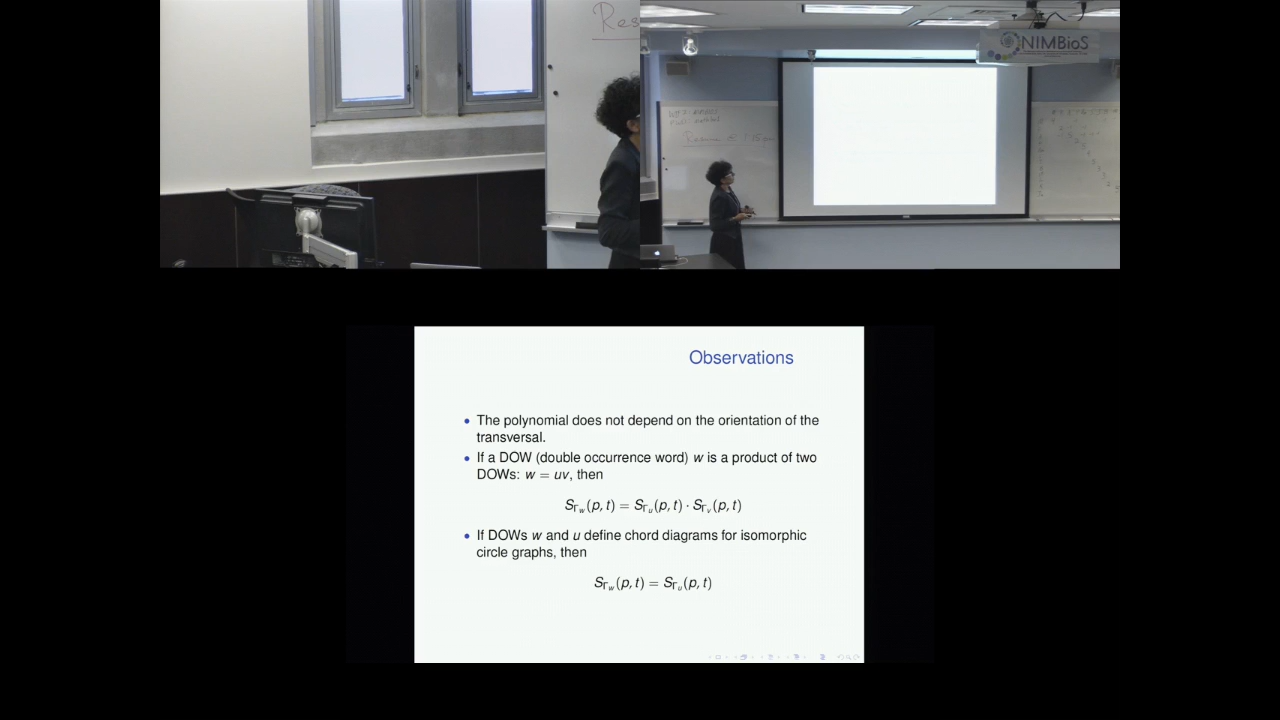 Res
NIMBioS
Observations
• The polynomial does not depend on the orientation of the
transversal.
• If a DOW (double occurrence word) w is a product of two
DOWs: w = uv, then
S_{Γ_w}(p, t) = S_{Γ_u}(p, t) · S_{Γ_v}(p, t)
• If DOWs w and u define chord diagrams for isomorphic
circle graphs, then
S_{Γ_w}(p, t) = S_{Γ_u}(p, t)